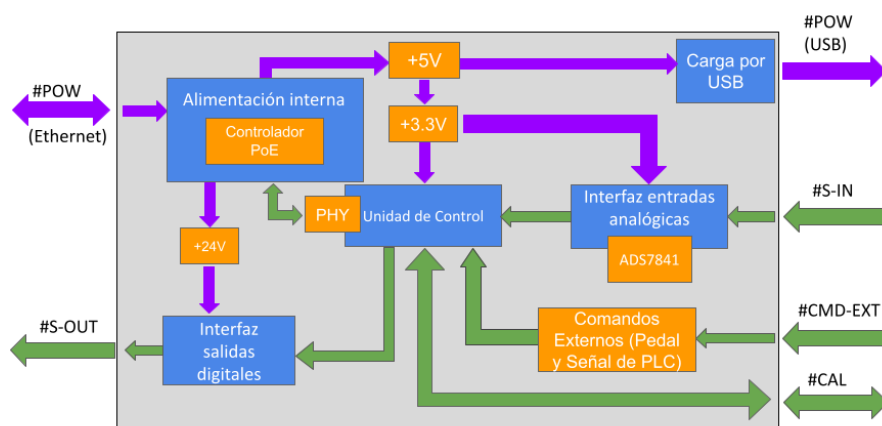 #POW
(USB)
+5V
Carga por
USB
#POW
(Ethernet)
Alimentación interna
Controlador
PoE
+3.3V
PHY
Unidad de Control
Interfaz entradas
analógicas
ADS7841
#S-IN
+24V
#S-OUT
Interfaz
salidas
digitales
Comandos
Externos (Pedal
y Señal de PLC)
#CMD-EXT
#CAL